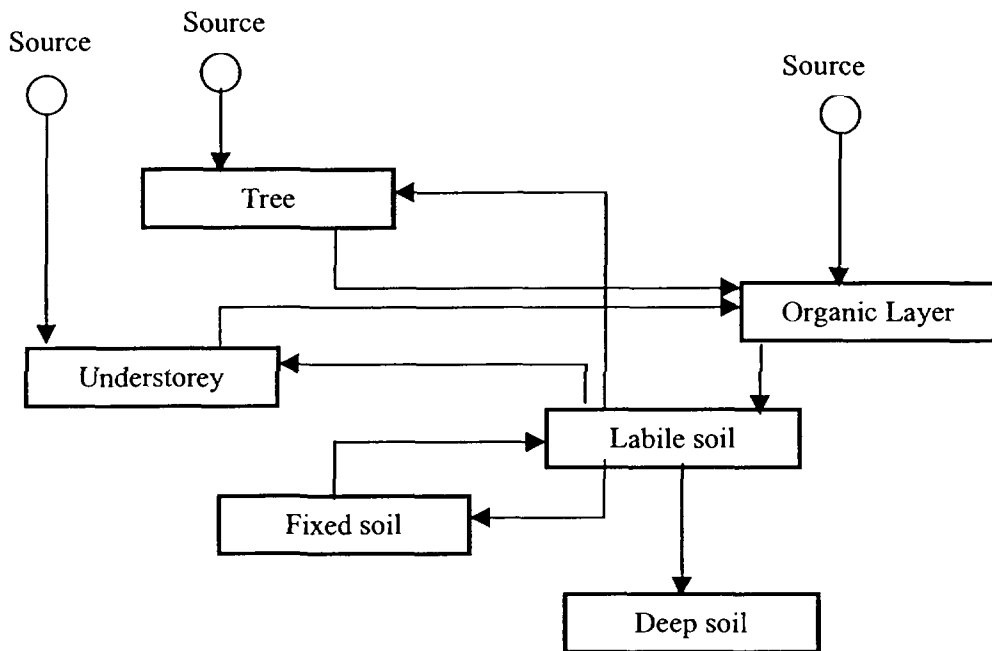 Source
Source
Source
Tree
Organic Layer
Understorey
Labile soil
Fixed soil
Deep soil